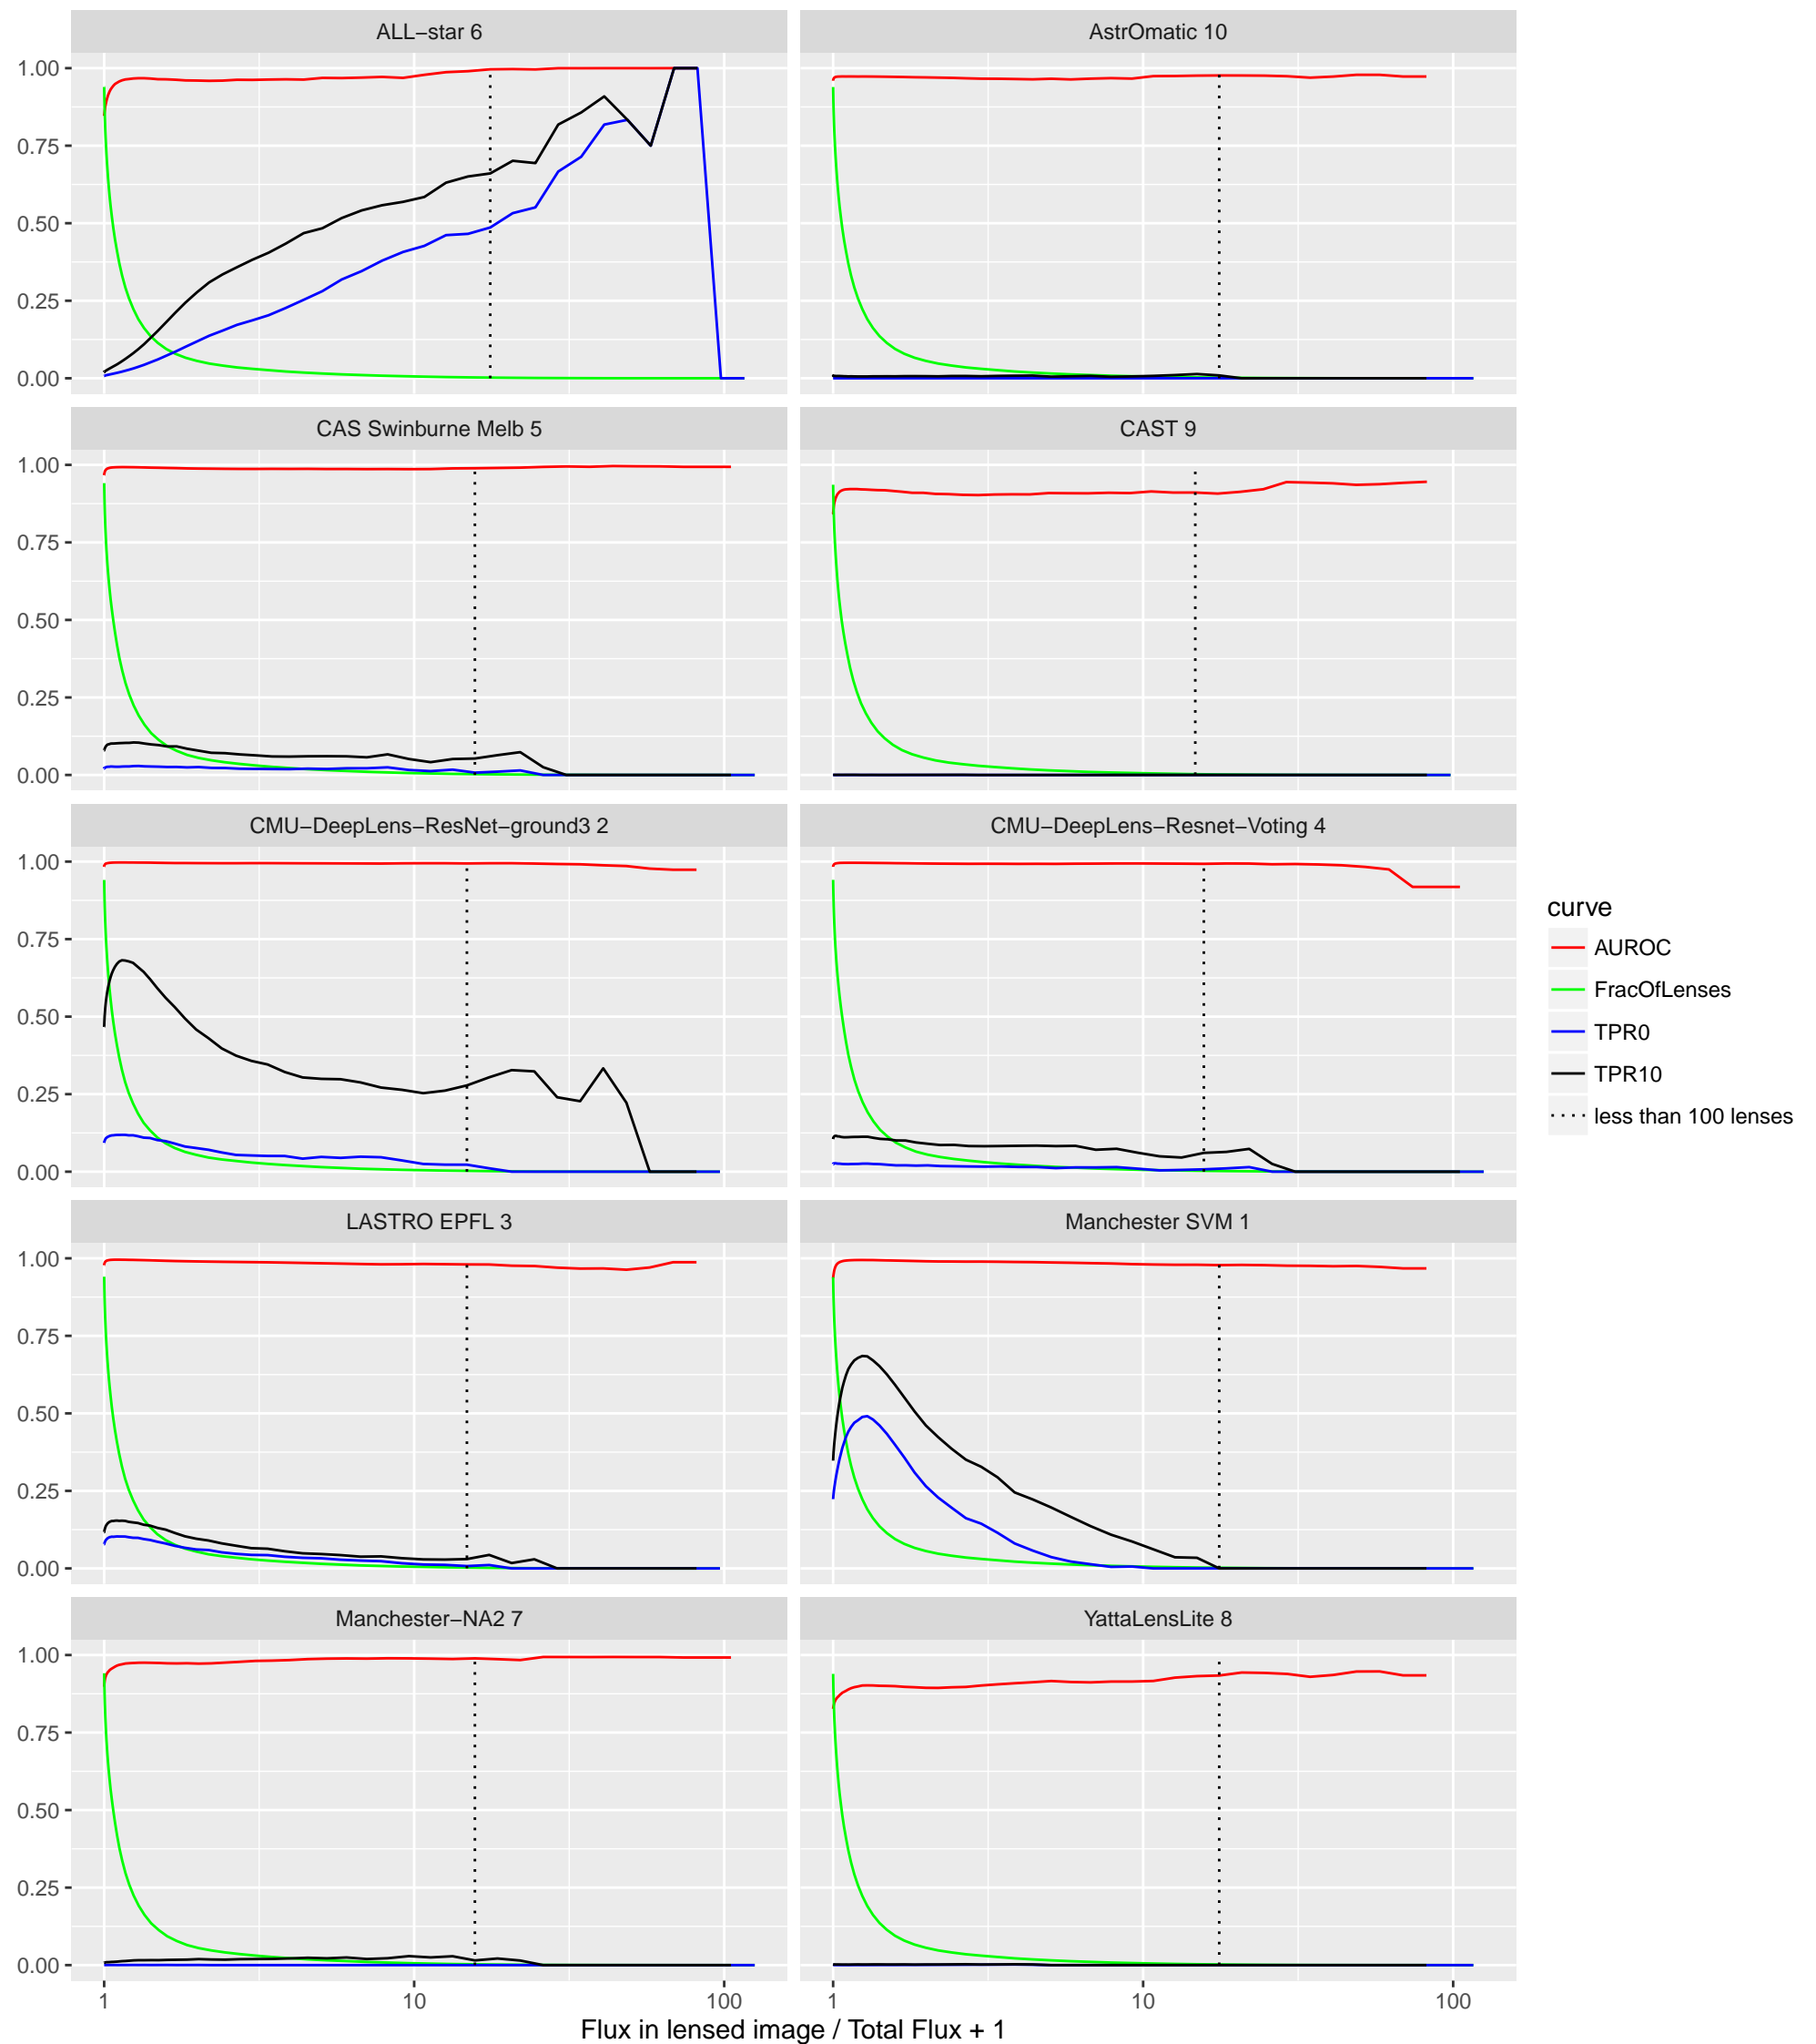 ALL−star 6
AstrOmatic 10
1.00
0.75
0.50
0.25
0.00
CAS Swinburne Melb 5
CAST 9
1.00
0.75
0.50
0.25
0.00
CMU−DeepLens−ResNet−ground3 2
CMU−DeepLens−Resnet−Voting 4
1.00
0.75
0.50
0.25
0.00
LASTRO EPFL 3
Manchester SVM 1
1.00
0.75
0.50
0.25
0.00
Manchester−NA2 7
YattaLensLite 8
1.00
0.75
0.50
0.25
0.00
1 10 100
1 10 100
Flux in lensed image / Total Flux + 1
curve
AUROC
FracOfLenses
TPR0
TPR10
less than 100 lenses